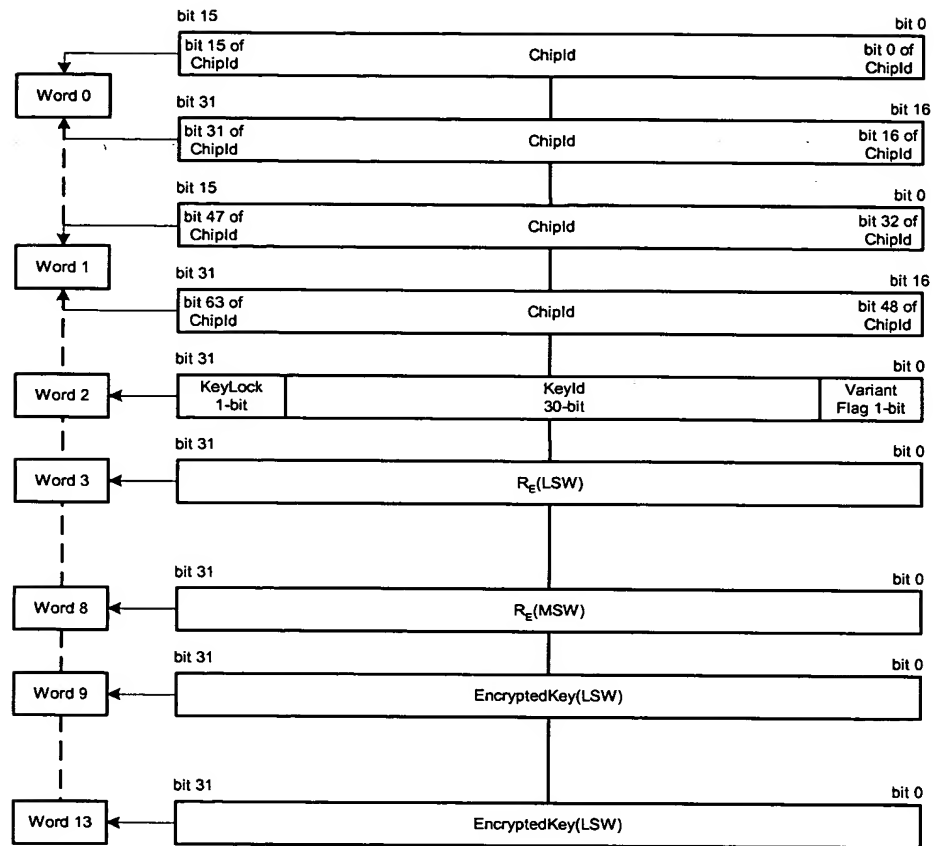 bit 15 bit 0
bit 15 of ChipId ChipId bit 0 of ChipId
Word 0
bit 31 bit 16
bit 31 of ChipId ChipId bit 16 of ChipId
bit 15 bit 0
bit 47 of ChipId ChipId bit 32 of ChipId
Word 1
bit 31 bit 16
bit 63 of ChipId ChipId bit 48 of ChipId
bit 31 bit 0
Word 2
KeyLock 1-bit KeyId 30-bit Variant Flag 1-bit
bit 31 bit 0
Word 3 RE(LSW)
bit 31 bit 0
Word 8 RE(MSW)
bit 31 bit 0
Word 9 EncryptedKey(LSW)
bit 31 bit 0
Word 13 EncryptedKey(LSW)